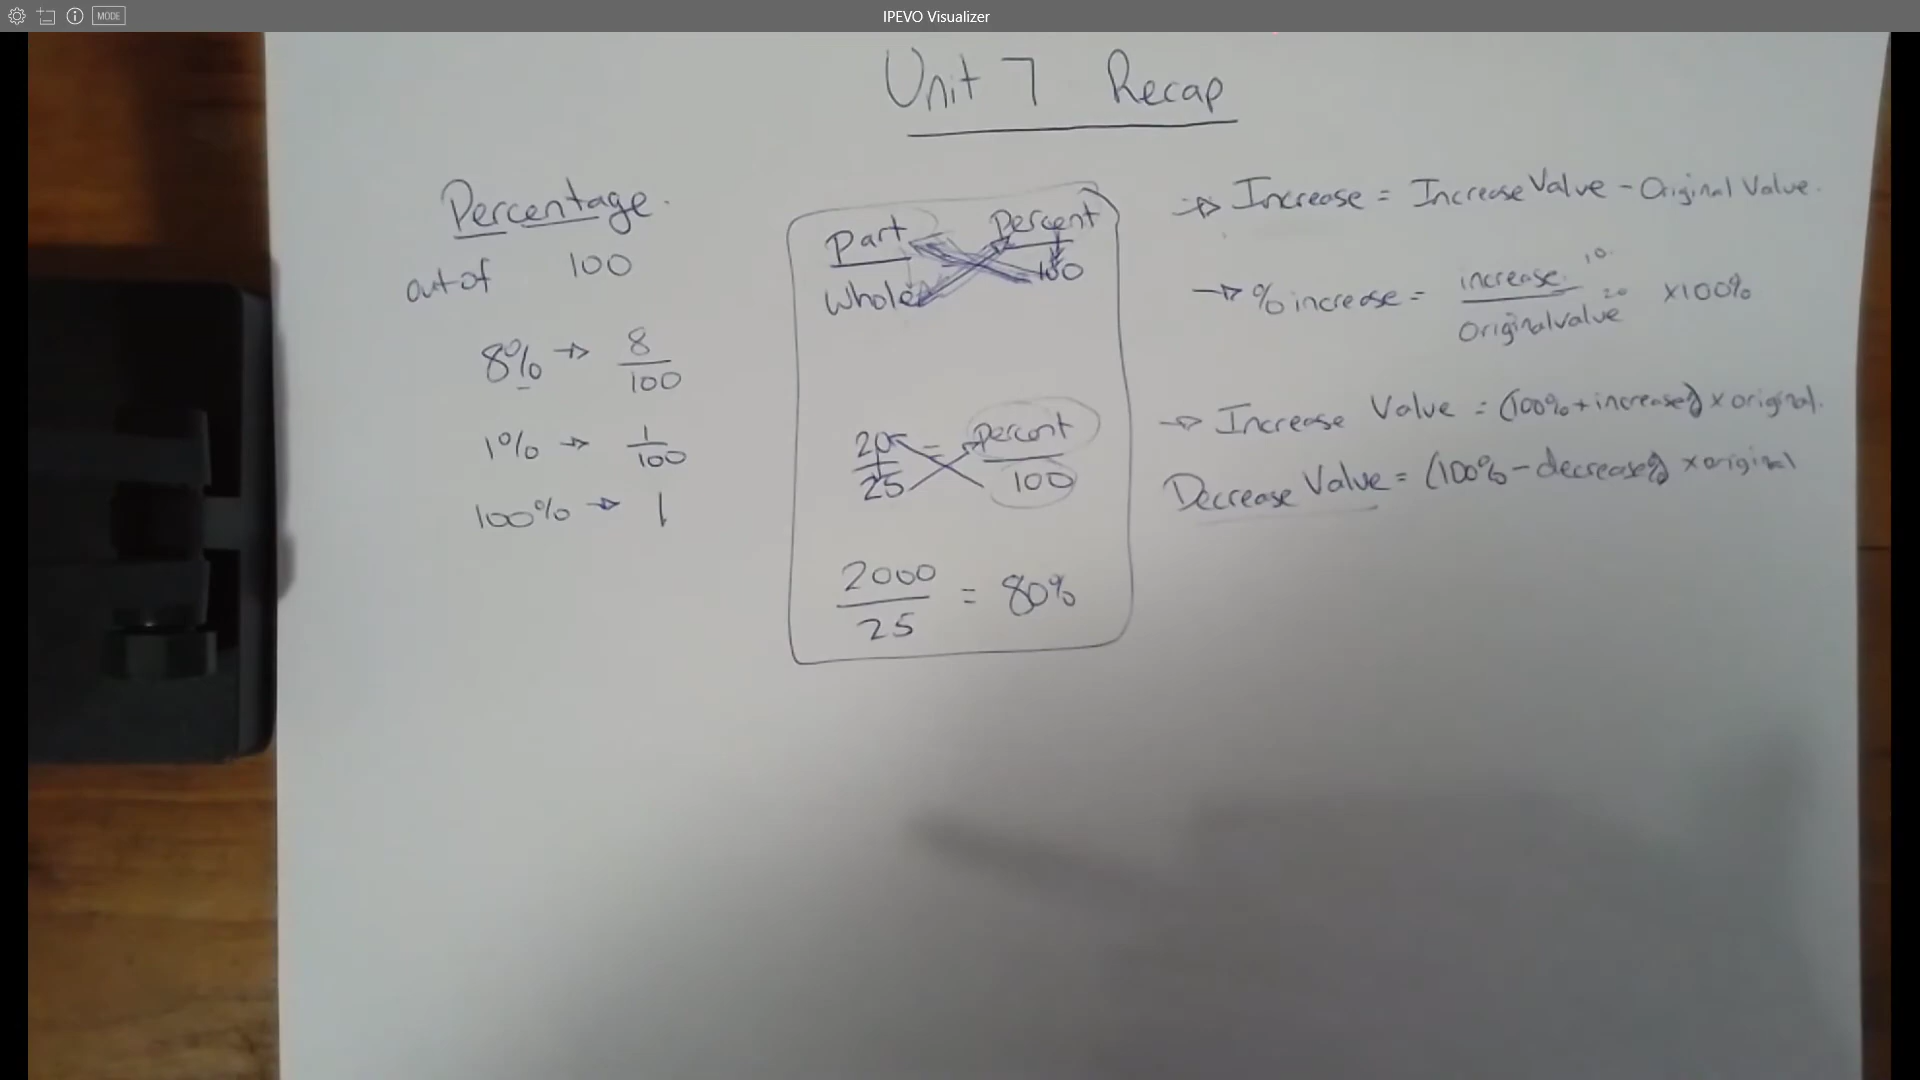 MODE
IPEVO Visualizer
Unit 7 Recap
Percentage.
out of 100
8% → 8/100
1% → 1/100
100% → 1
Part Percent
Whole 100
20 = Percent
25 100
2000/25 = 80%
→ Increase = Increase Value - Original Value.
→ % increase = increase 10 / Original value 20 x100%
→ Increase Value = (100% + increase%) x original.
Decrease Value = (100% - decrease%) x original